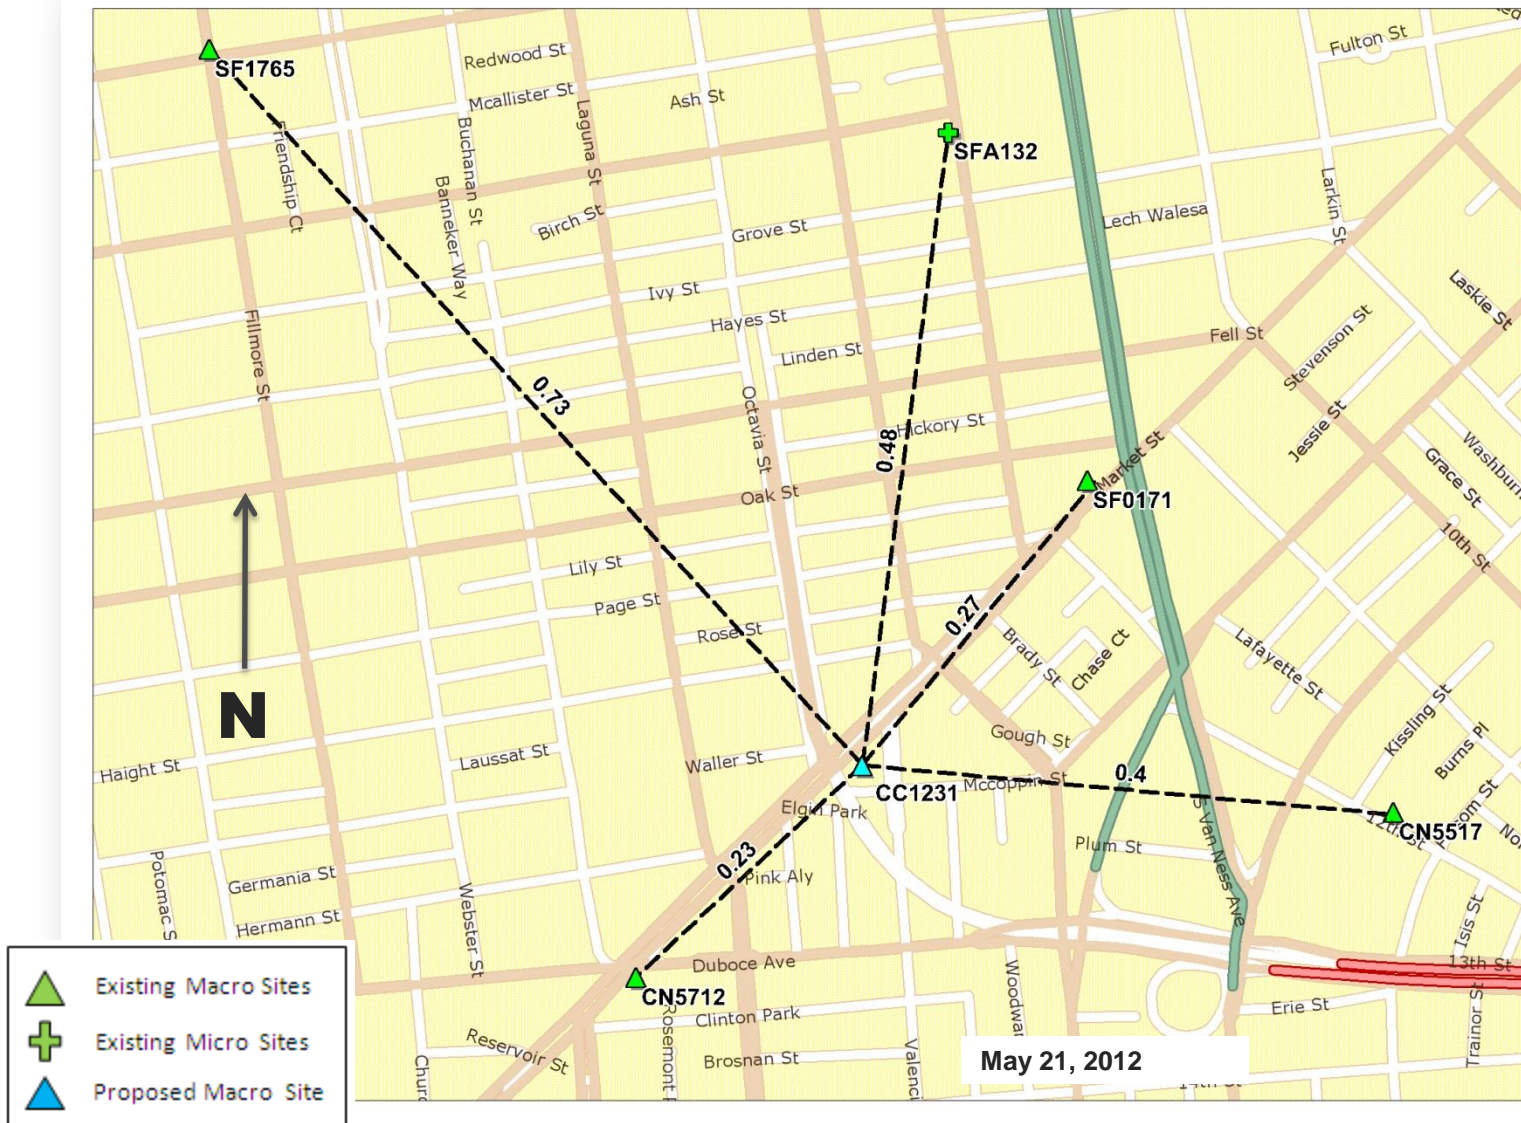 Fulton St
Redwood St
SF1765
Mcallister St
Ash St
Laguna St
Friendship Ct
Buchanan St
SFA132
Larkin St
Banneker Way
Birch St
Grove St
Lech Walesa
Ivy St
Hayes St
Laskie St
Fillmore St
Linden St
Fell St
Stevenson St
0.73
Octavia St
Hickory St
Jessie St
0.48
Market St
Washburn
Grace St
Oak St
SF0171
10th St
Lily St
Page St
0.27
Rose St
Brady St
Chase Ct
Lafayette St
N
Kissling St
Gough St
Burns Pl
Haight St
Laussat St
Waller St
Mccoppin St
0.4
CC1231
Elgin Park
12th St
CN5517
Plum St
S Van Ness Ave
0.23
Pink Aly
Potomac S
Germania St
Hermann St
Webster St
Isis St
Duboce Ave
13th St
Woodwar
CN5712
Rosemont P
Clinton Park
Erie St
Trainor St
Reservoir St
Brosnan St
Churc
Valenci
May 21, 2012
14th St
Existing Macro Sites
Existing Micro Sites
Proposed Macro Site